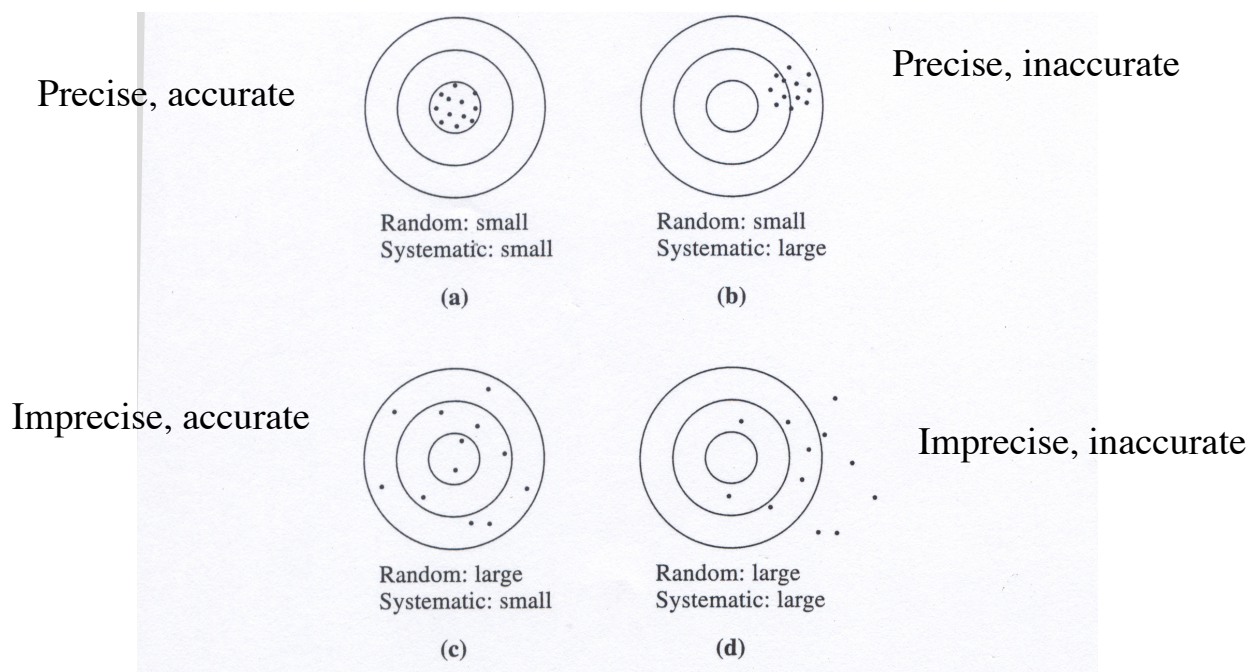 Precise, accurate
Precise, inaccurate
Random: small
Systematic: small
(a)
Random: small
Systematic: large
(b)
Imprecise, accurate
Imprecise, inaccurate
Random: large
Systematic: small
(c)
Random: large
Systematic: large
(d)